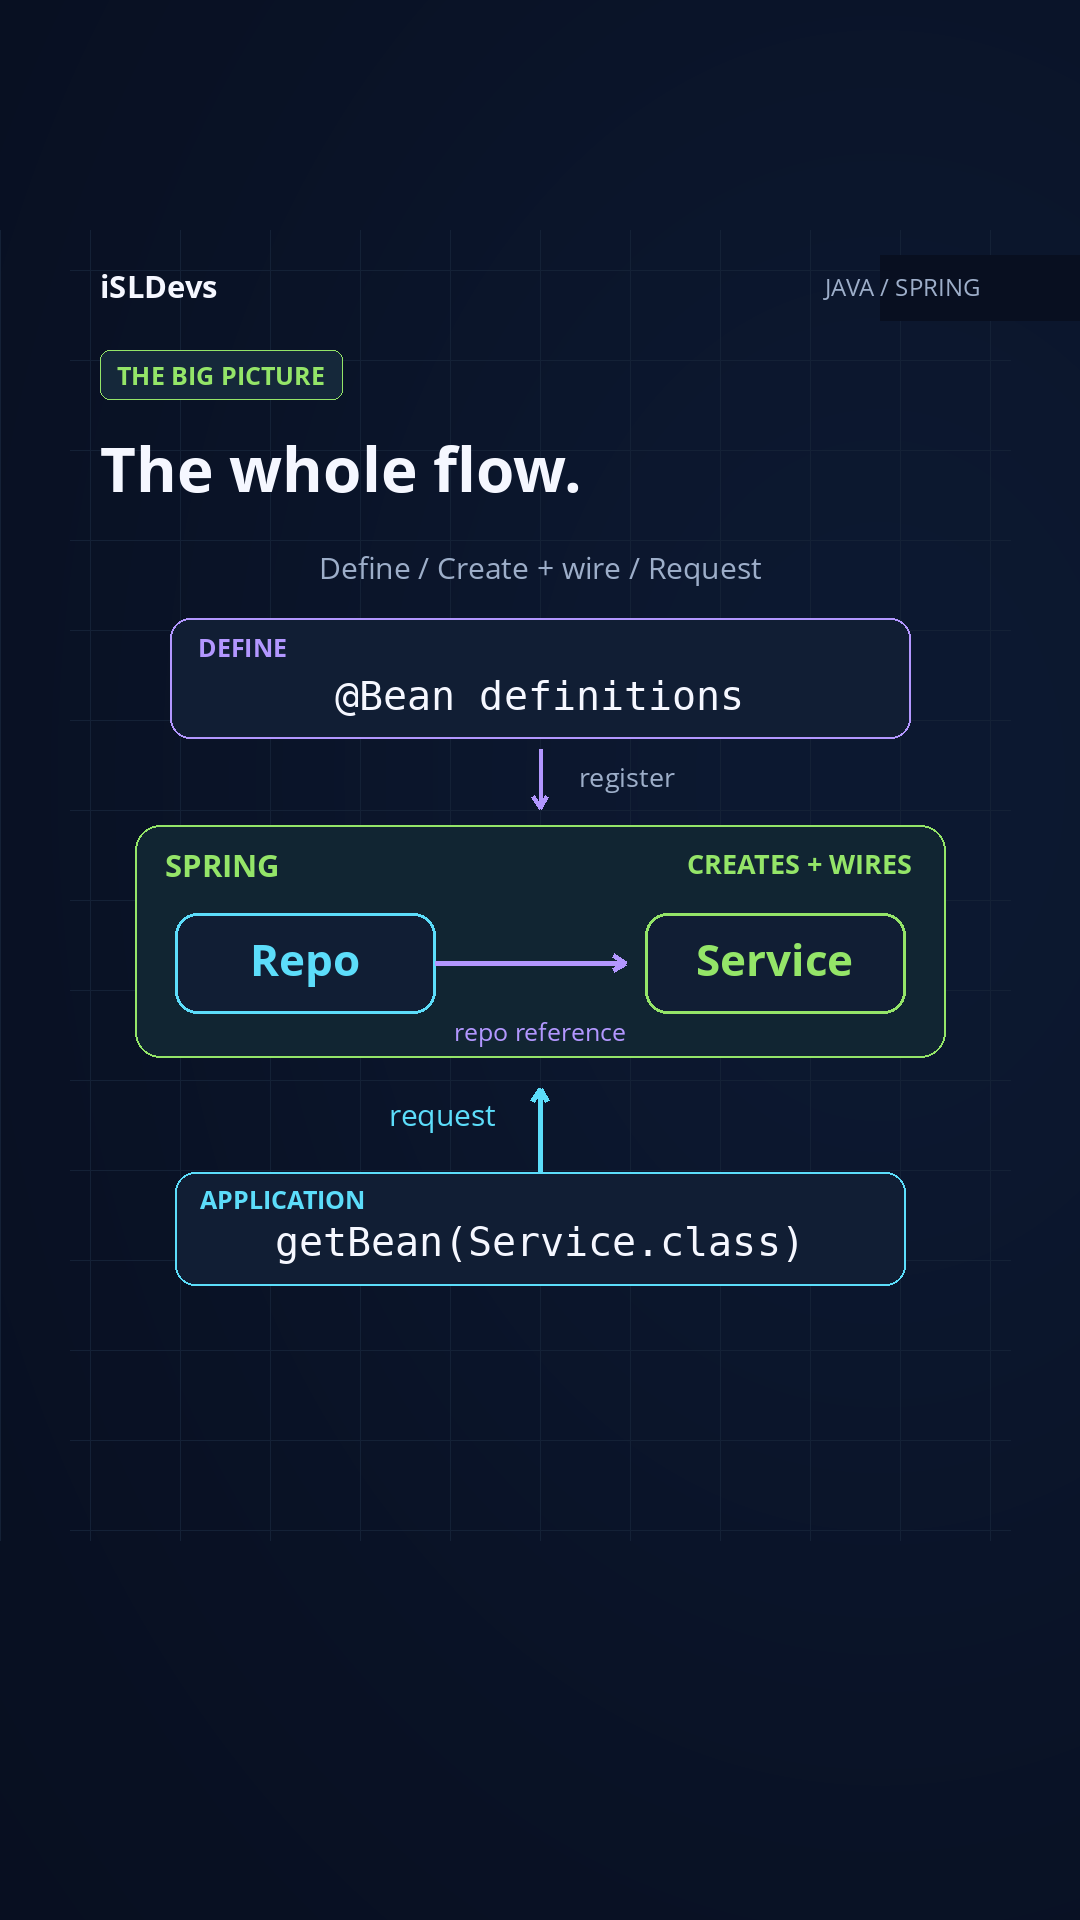 iSLDevs
JAVA / SPRING
THE BIG PICTURE
The whole flow.
Define / Create + wire / Request
DEFINE
@Bean definitions
register
SPRING
CREATES + WIRES
Repo
Service
repo reference
request
APPLICATION
getBean(Service.class)